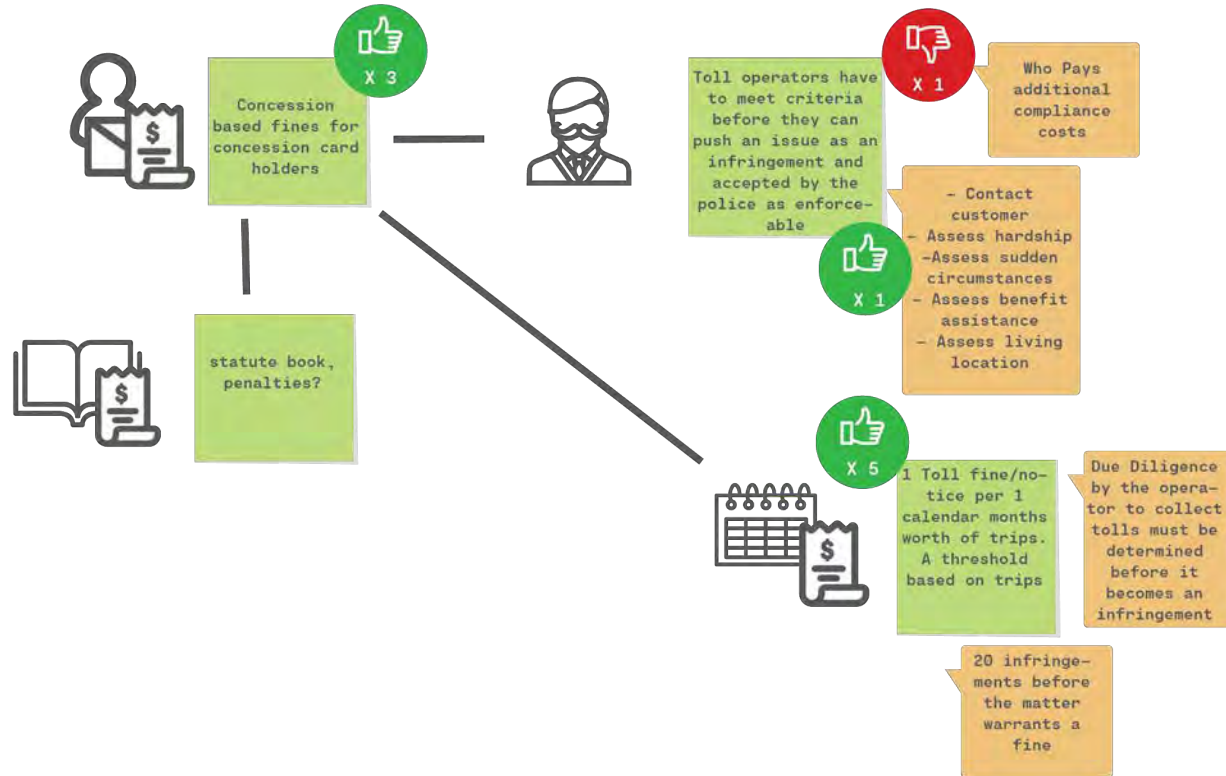 X 3
Concession
based fines for
concession card
holders
statute book,
penalties?
$
$
Toll operators have
to meet criteria
before they can
push an issue as an
infringement and
accepted by the
police as enforce-
able
X 1
Who Pays
additional
compliance
costs
X 1
- Contact
customer
- Assess hardship
-Assess sudden
circumstances
- Assess benefit
assistance
- Assess living
location
X 5
$
1 Toll fine/no-
tice per 1
calendar months
worth of trips.
A threshold
based on trips
Due Diligence
by the opera-
tor to collect
tolls must be
determined
before it
becomes an
infringement
20 infringe-
ments before
the matter
warrants a
fine